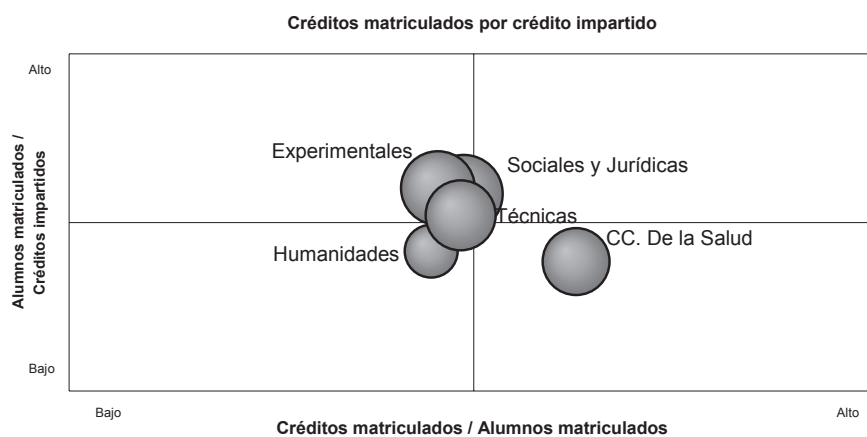 Créditos matriculados por crédito impartido
Alto
Alumnos matriculados /
Créditos impartidos
Experimentales
Sociales y Jurídicas
Técnicas
CC. De la Salud
Humanidades
Bajo
Bajo
Alto
Créditos matriculados / Alumnos matriculados